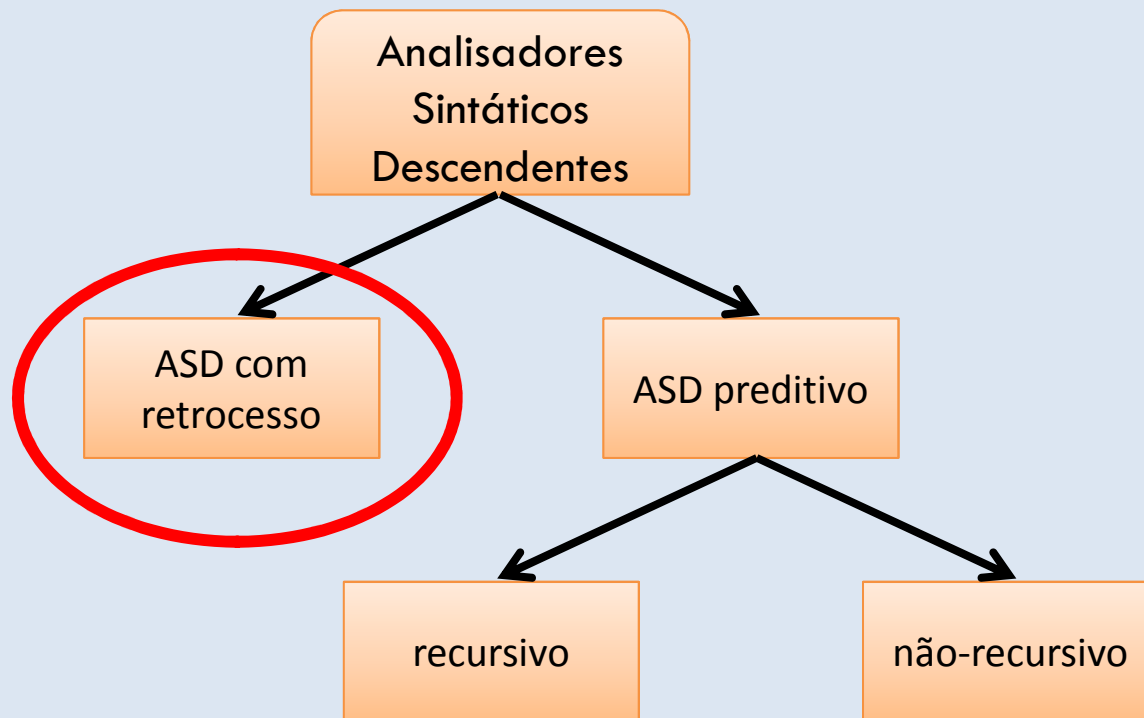 Analisadores
Sintáticos
Descendentes
ASD com
retrocesso
ASD preditivo
recursivo
não-recursivo